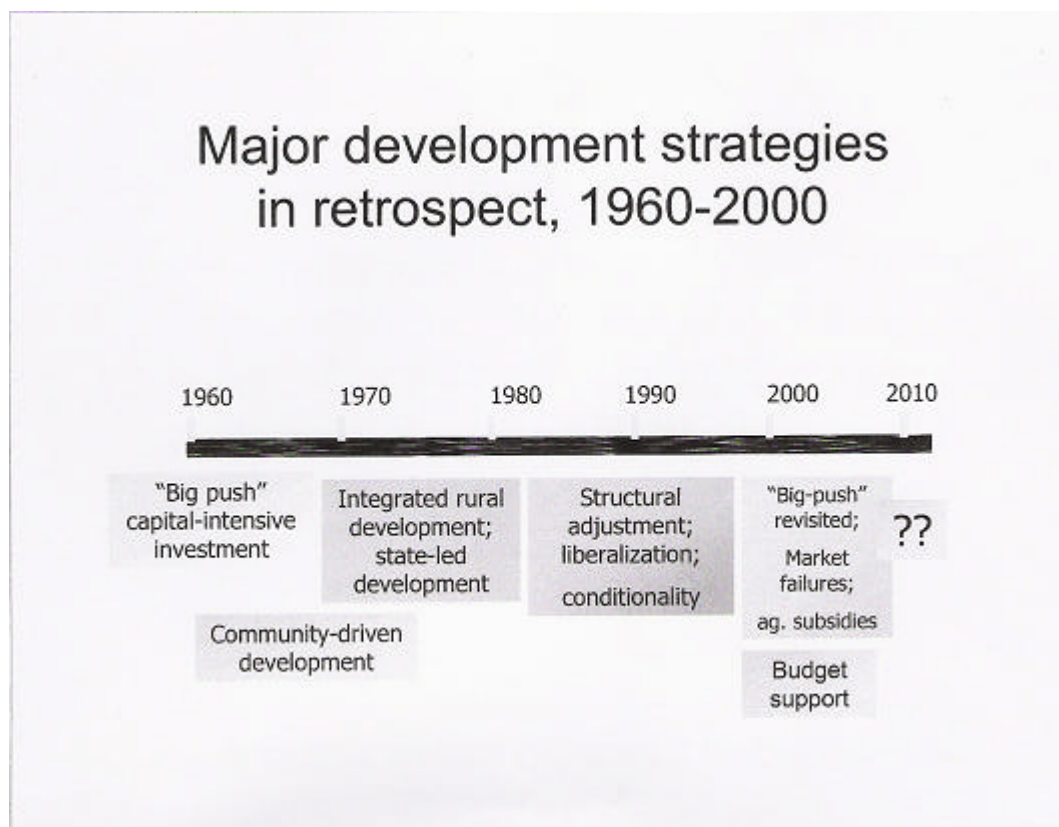 Major development strategies
in retrospect, 1960-2000
1960 1970 1980 1990 2000 2010
“Big push”
capital-intensive
investment
Community-driven
development
Integrated rural
development;
state-led
development
Structural
adjustment;
liberalization;
conditionality
“Big-push”
revisited;
Market
failures;
ag. subsidies
Budget
support
??